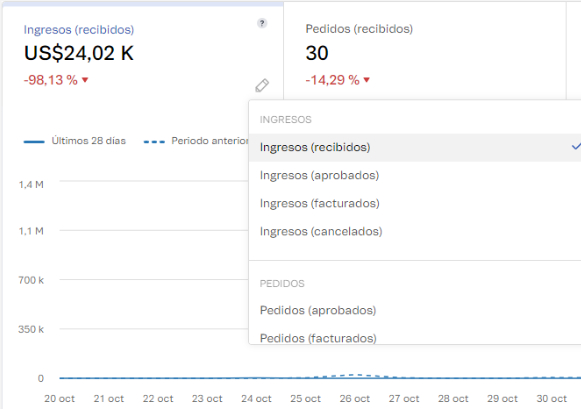 Ingresos (recibidos)
?
US$24,02 K
-98,13 %
Pedidos (recibidos)
30
-14,29 %
Últimos 28 días
Periodo anterior
INGRESOS
Ingresos (recibidos)
Ingresos (aprobados)
Ingresos (facturados)
Ingresos (cancelados)
PEDIDOS
Pedidos (aprobados)
Pedidos (facturados)
1,4 M
1,1 M
700 k
350 k
0
20 oct 21 oct 22 oct 23 oct 24 oct 25 oct 26 oct 27 oct 28 oct 29 oct 30 oct